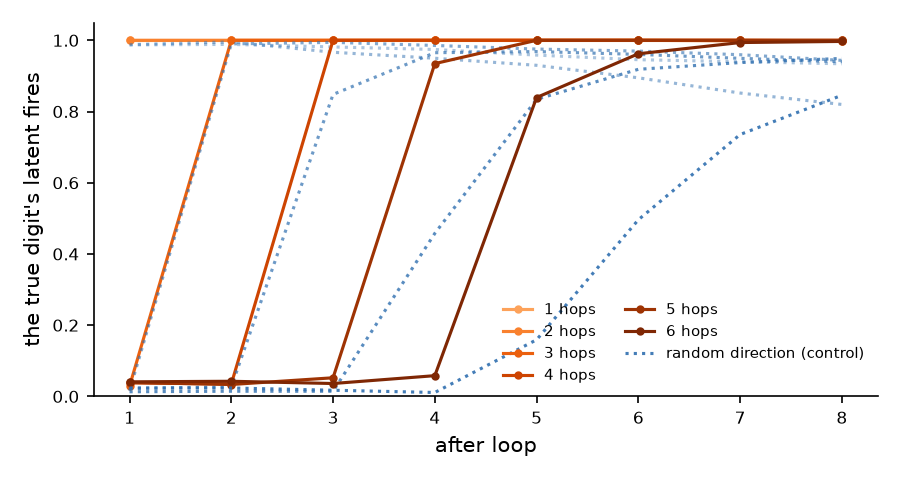 the true digit's latent fires
1.0
0.8
0.6
0.4
0.2
0.0
1 hops
2 hops
3 hops
4 hops
5 hops
6 hops
random direction (control)
1 2 3 4 5 6 7 8
after loop